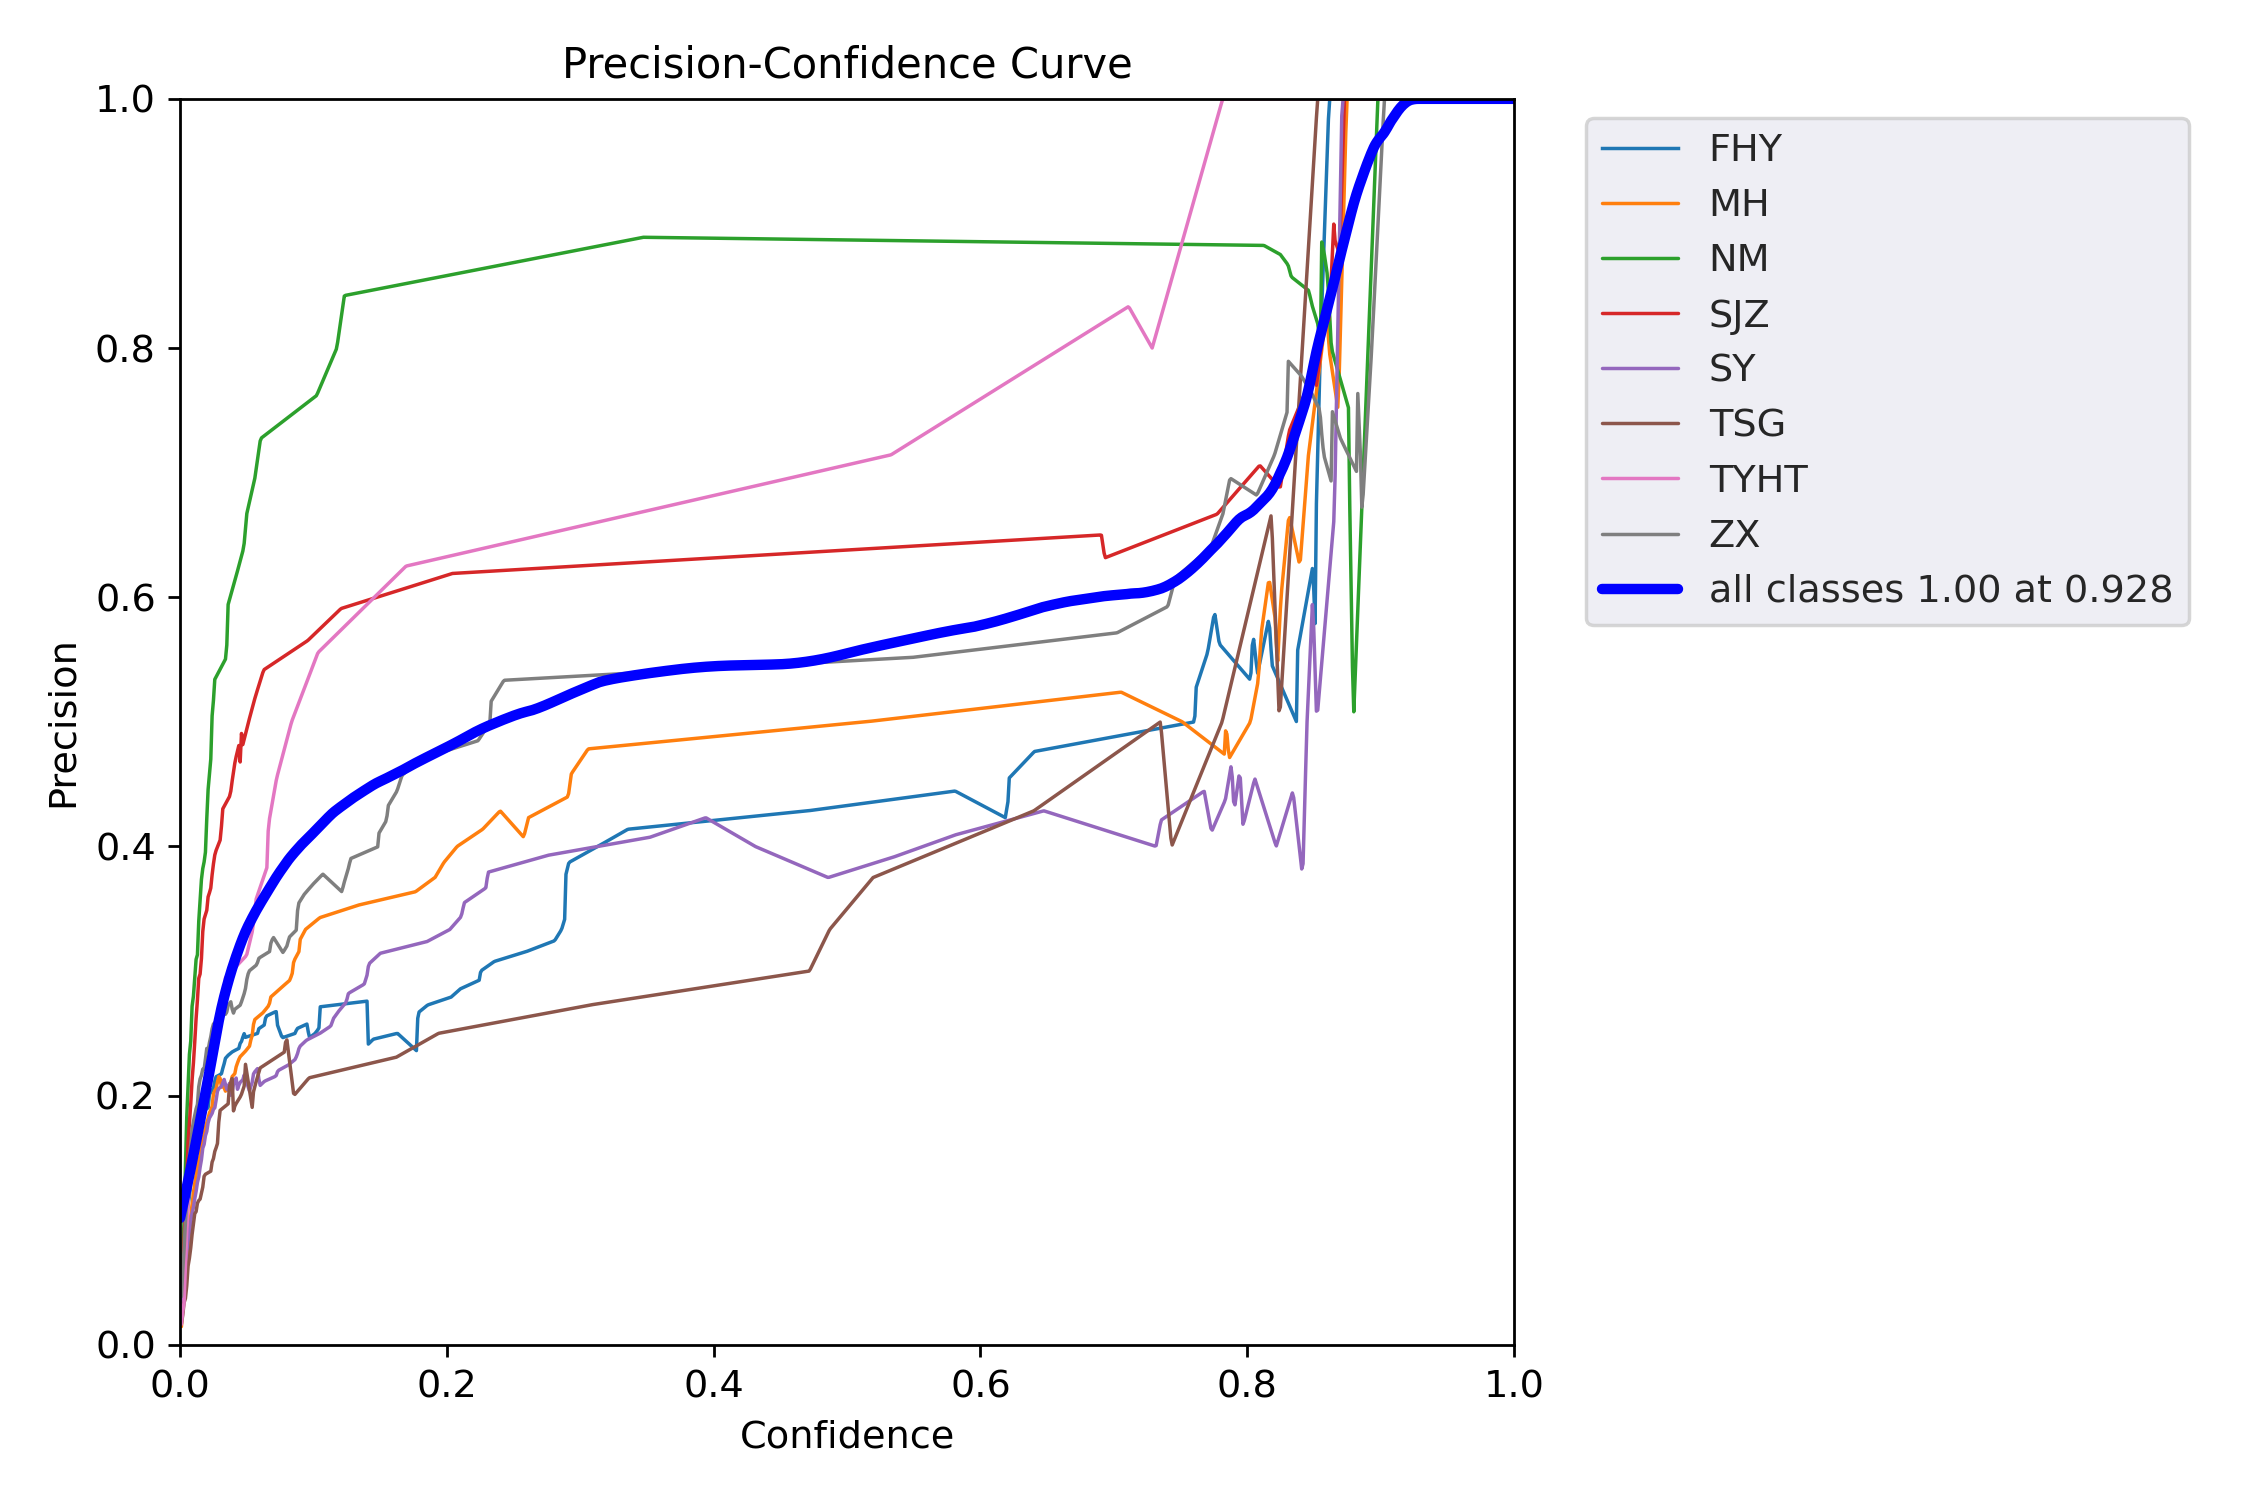 Precision-Confidence Curve
1.0
0.8
0.6
0.4
0.2
0.0
Precision
0.0 0.2 0.4 0.6 0.8 1.0
Confidence
FHY
MH
NM
SJZ
SY
TSG
TYHT
ZX
all classes 1.00 at 0.928